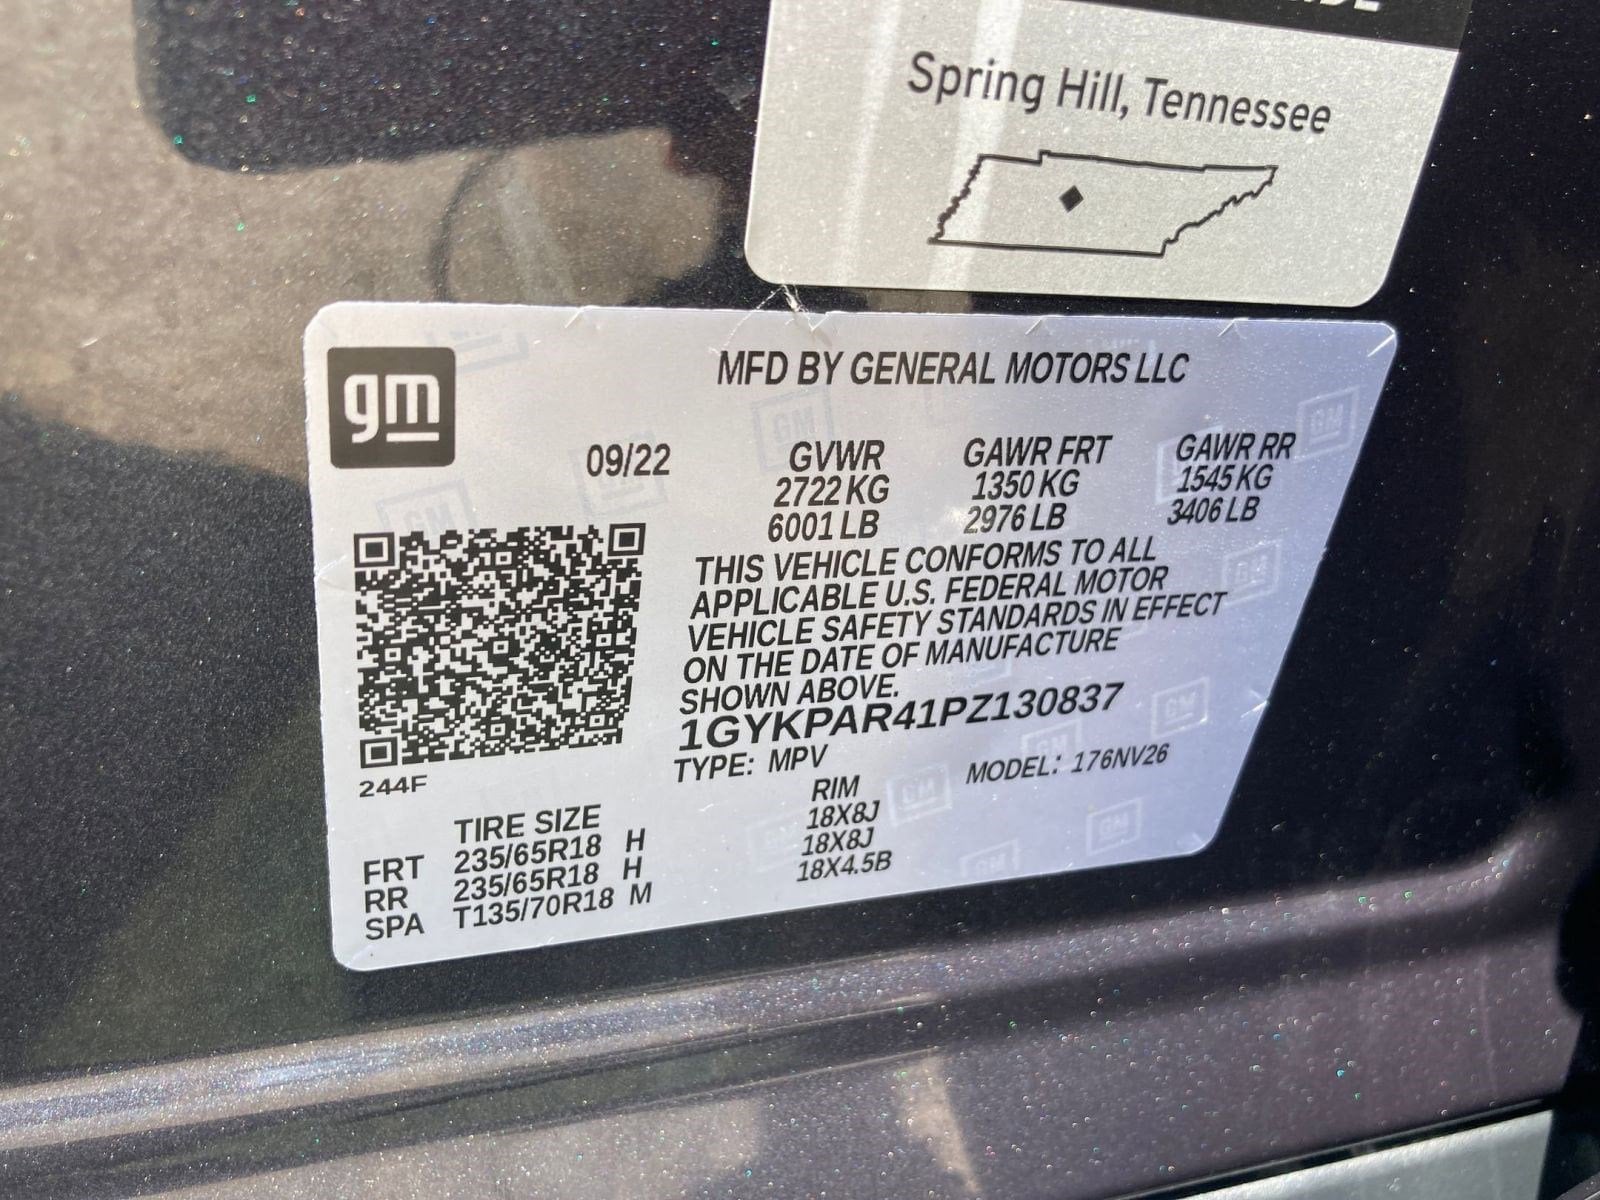 Spring Hill, Tennessee
gm
MFD BY GENERAL MOTORS LLC
09/22
GVWR GAWR FRT GAWR RR
2722 KG 1350 KG 1545 KG
6001 LB 2976 LB 3406 LB
THIS VEHICLE CONFORMS TO ALL
APPLICABLE U.S. FEDERAL MOTOR
VEHICLE SAFETY STANDARDS IN EFFECT
ON THE DATE OF MANUFACTURE
SHOWN ABOVE.
1GYKPAR41PZ130837
TYPE: MPV MODEL: 176NV26
244F
TIRE SIZE RIM
FRT 235/65R18 H 18X8J
RR 235/65R18 H 18X8J
SPA T135/70R18 M 18X4.5B